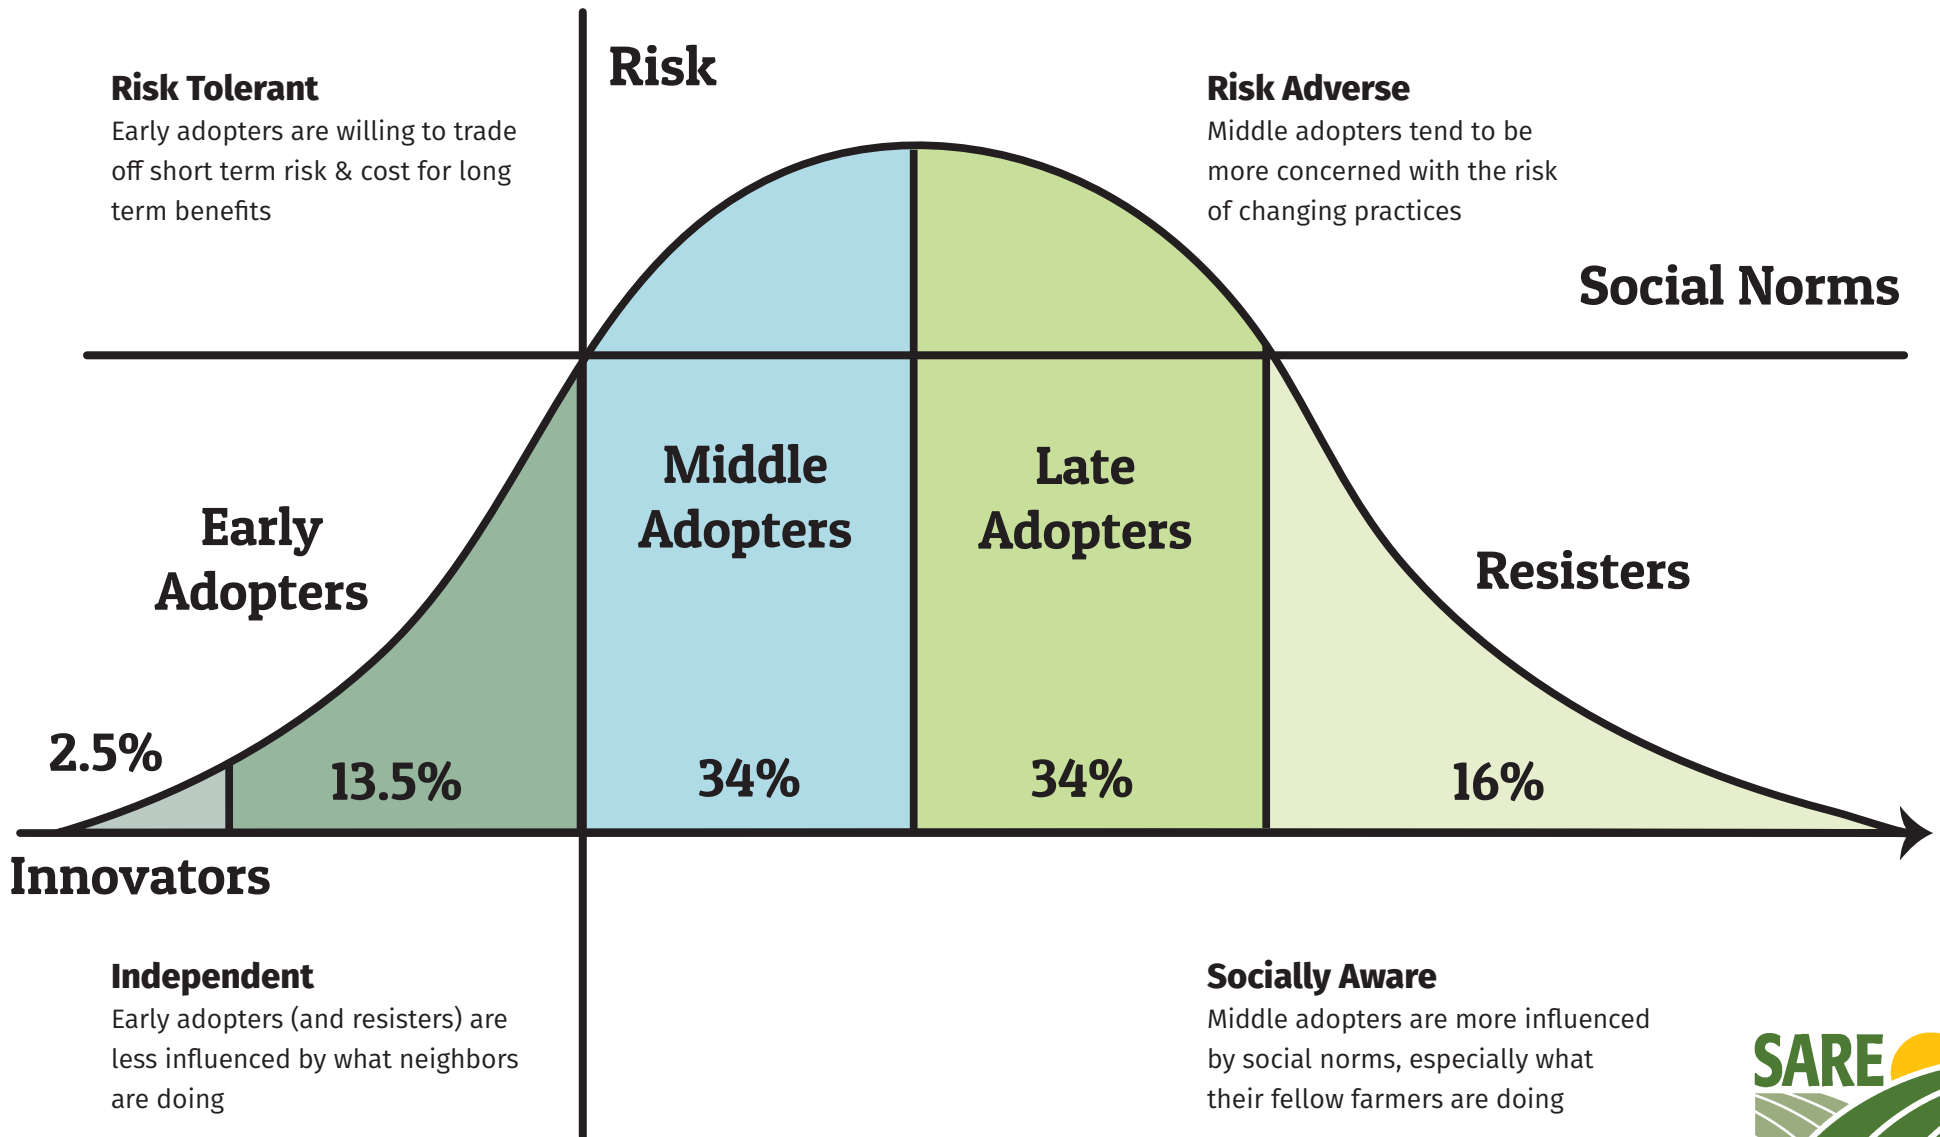 Risk
Risk Tolerant
Early adopters are willing to trade
off short term risk & cost for long
term benefits
Risk Adverse
Middle adopters tend to be
more concerned with the risk
of changing practices
Social Norms
Early
Adopters
Middle
Adopters
Late
Adopters
Resisters
2.5%
13.5%
34%
34%
16%
Innovators
Independent
Early adopters (and resisters) are
less influenced by what neighbors
are doing
Socially Aware
Middle adopters are more influenced
by social norms, especially what
their fellow farmers are doing
SARE